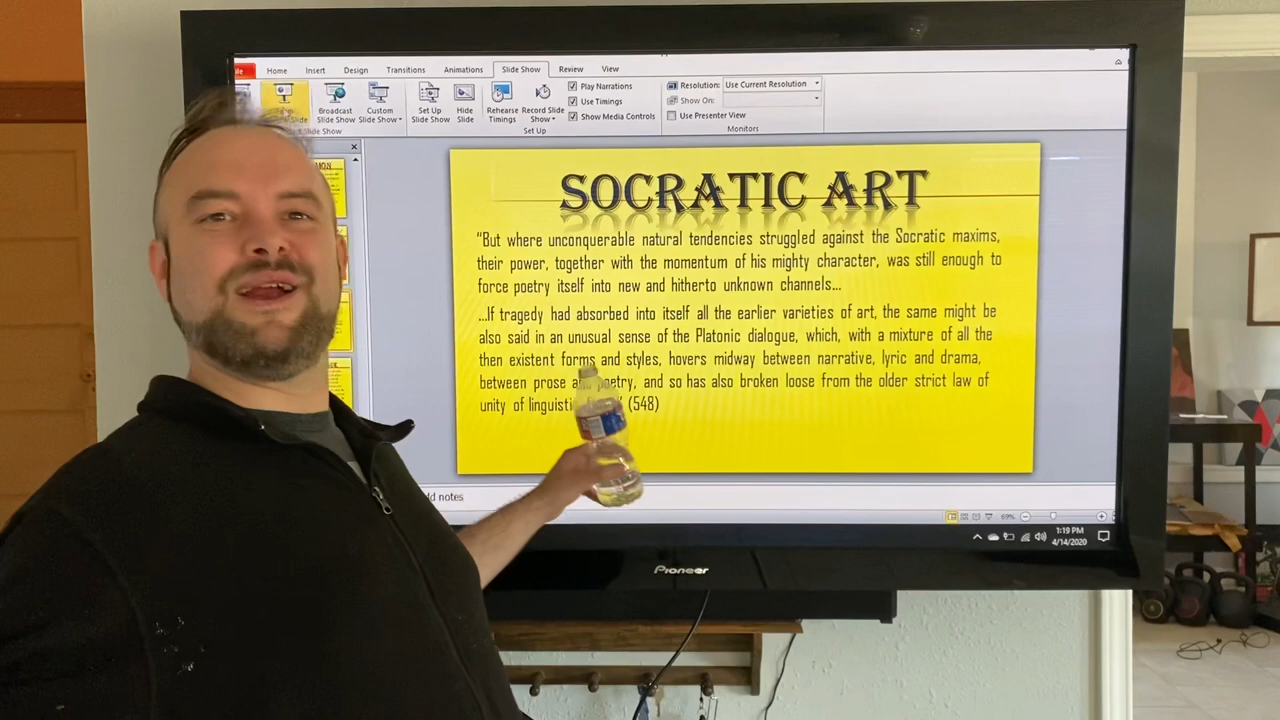 Home Insert Design Transitions Animations Slide Show Review View
Broadcast Slide Show
Custom Slide Show
Set Up Slide Show
Hide Slide
Rehearse Timings
Record Slide Show
Play Narrations
Use Timings
Show Media Controls
Resolution: Use Current Resolution
Show On:
Use Presenter View
Slide Show
Set Up
Monitors
SOCRATIC ART
“But where unconquerable natural tendencies struggled against the Socratic maxims,
their power, together with the momentum of his mighty character, was still enough to
force poetry itself into new and hitherto unknown channels...
...If tragedy had absorbed into itself all the earlier varieties of art, the same might be
also said in an unusual sense of the Platonic dialogue, which, with a mixture of all the
then existent forms and styles, hovers midway between narrative, lyric and drama,
between prose and poetry, and so has also broken loose from the older strict law of
unity of (548)
notes
69%
1:19 PM
4/14/2020
Pioneer